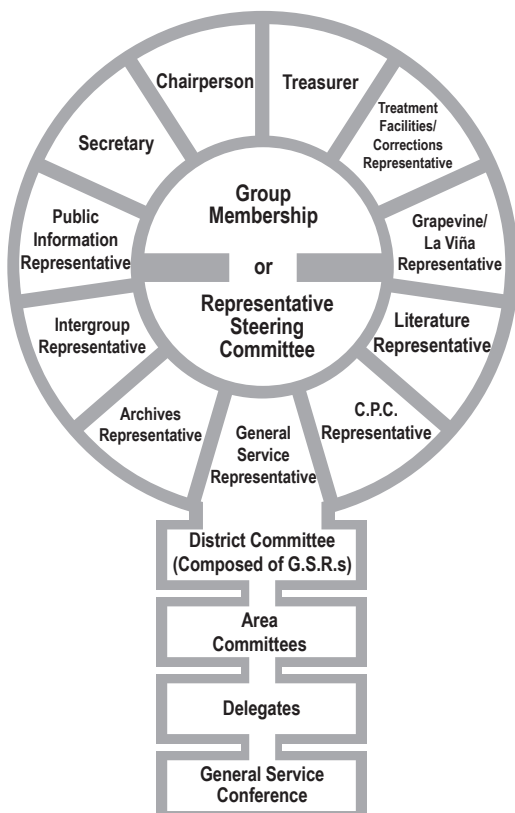 Chairperson
Treasurer
Secretary
Treatment
Facilities/
Corrections
Representative
Public
Information
Representative
Group
Membership
or
Representative
Steering
Committee
Grapevine/
La Viña
Representative
Intergroup
Representative
Literature
Representative
Archives
Representative
General
Service
Representative
C.P.C.
Representative
District Committee
(Composed of G.S.R.s)
Area
Committees
Delegates
General Service
Conference